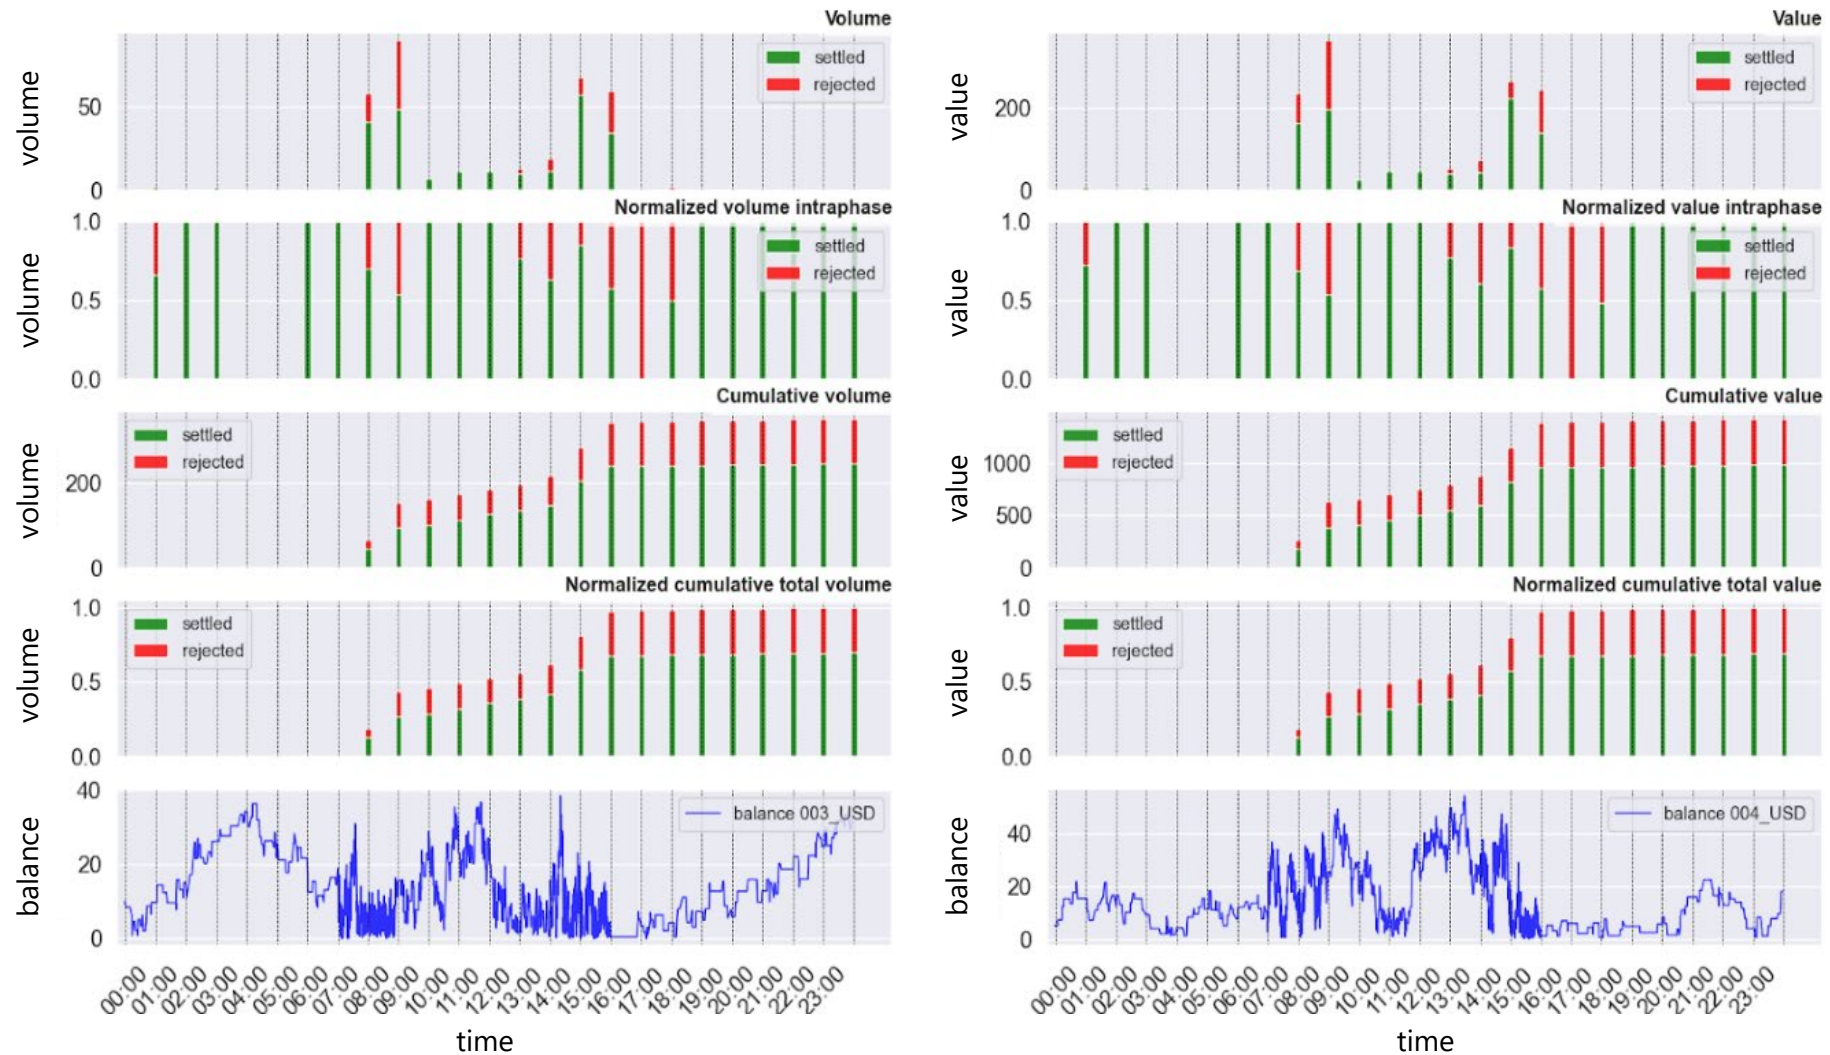 Volume
volume
50
0
settled
rejected
Normalized volume intraphase
volume
1.0
0.5
0.0
settled
rejected
Cumulative volume
volume
200
0
settled
rejected
Normalized cumulative total volume
volume
1.0
0.5
0.0
settled
rejected
balance
40
20
0
balance 003_USD
00:00 01:00 02:00 03:00 04:00 05:00 06:00 07:00 08:00 09:00 10:00 11:00 12:00 13:00 14:00 15:00 16:00 17:00 18:00 19:00 20:00 21:00 22:00 23:00
time
Value
value
200
0
settled
rejected
Normalized value intraphase
value
1.0
0.5
0.0
settled
rejected
Cumulative value
value
1000
500
0
settled
rejected
Normalized cumulative total value
value
1.0
0.5
0.0
settled
rejected
balance
40
20
0
balance 004_USD
00:00 01:00 02:00 03:00 04:00 05:00 06:00 07:00 08:00 09:00 10:00 11:00 12:00 13:00 14:00 15:00 16:00 17:00 18:00 19:00 20:00 21:00 22:00 23:00
time